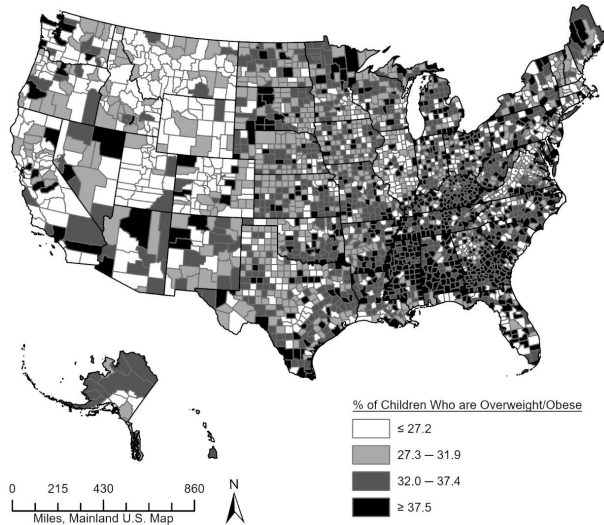 % of Children Who are Overweight/Obese
≤ 27.2
27.3 – 31.9
32.0 – 37.4
≥ 37.5
0 215 430 860
Miles, Mainland U.S. Map
N